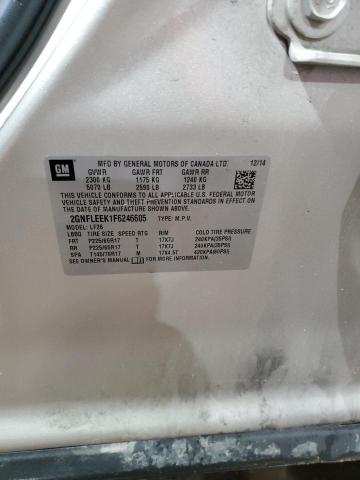 GM
MFD BY GENERAL MOTORS OF CANADA LTD. 12/14
GVWR GAWR FRT GAWR RR
2300 KG 1175 KG 1240 KG
5070 LB 2590 LB 2733 LB
THIS VEHICLE CONFORMS TO ALL APPLICABLE U.S. FEDERAL MOTOR
VEHICLE SAFETY AND THEFT PREVENTION STANDARDS IN
EFFECT ON THE DATE OF MANUFACTURE SHOWN ABOVE.
2GNFLEEK1F6246605 TYPE: M.P.V.
MODEL: LF26
TIRE SIZE SPEED RTG RIM COLD TIRE PRESSURE
FRT P225/65R17 T 17X7J 240KPA(35PSI)
RR P225/65R17 T 17X7J 240KPA(35PSI)
SPA T145/70R17 M 17X4.5T 420KPA(60PSI)
SEE OWNER'S MANUAL FOR MORE INFORMATION.